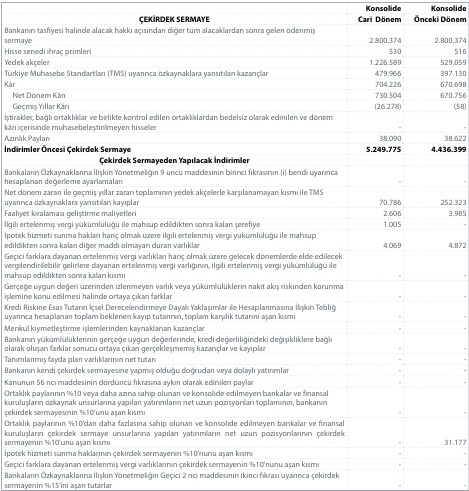 Konsolide Konsolide
ÇEKİRDEK SERMAYE Cari Dönem Önceki Dönem
Bankanın tasfiyesi halinde alacak hakkı açısından diğer tüm alacaklardan sonra gelen ödenmiş
sermaye 2.800.374 2.800.374
Hisse senedi ihraç primleri 530 516
Yedek akçeler 1.226.589 529.059
Türkiye Muhasebe Standartları (TMS) uyarınca özkaynaklara yansıtılan kazançlar 479.966 397.130
Kâr 704.226 670.698
Net Dönem Kârı 730.504 670.756
Geçmiş Yıllar Kârı (26.278) (58)
İştirakler, bağlı ortaklıklar ve birlikte kontrol edilen ortaklıklardan bedelsiz olarak edinilen ve dönem
kârı içerisinde muhasebeleştirilmeyen hisseler - -
Azınlık Payları 38.090 38.622
İndirimler Öncesi Çekirdek Sermaye 5.249.775 4.436.399
Çekirdek Sermayeden Yapılacak İndirimler
Bankaların Özkaynaklarına İlişkin Yönetmeliğin 9 uncu maddesinin birinci fıkrasının (i) bendi uyarınca
hesaplanan değerleme ayarlamaları - -
Net dönem zararı ile geçmiş yıllar zararı toplamının yedek akçelerle karşılanamayan kısmı ile TMS
uyarınca özkaynaklara yansıtılan kayıplar 70.786 252.323
Faaliyet kiralaması geliştirme maliyetleri 2.606 3.985
İlgili ertelenmiş vergi yükümlülüğü ile mahsup edildikten sonra kalan şerefiye 1.005 -
İpotek hizmeti sunma hakları hariç olmak üzere ilgili ertelenmiş vergi yükümlülüğü ile mahsup
edildikten sonra kalan diğer maddi olmayan duran varlıklar 4.069 4.872
Geçici farklara dayanan ertelenmiş vergi varlıkları hariç olmak üzere gelecek dönemlerde elde edilecek
vergilendirilebilir gelirlere dayanan ertelenmiş vergi varlığının, ilgili ertelenmiş vergi yükümlülüğü ile
mahsup edildikten sonra kalan kısmı - -
Gerçeğe uygun değeri üzerinden izlenmeyen varlık veya yükümlülüklerin nakit akış riskinden korunma
işlemine konu edilmesi halinde ortaya çıkan farklar - -
Kredi Riskine Esas Tutarın İçsel Derecelendirmeye Dayalı Yaklaşımlar ile Hesaplanmasına İlişkin Tebliğ
uyarınca hesaplanan toplam beklenen kayıp tutarının, toplam karşılık tutarını aşan kısmı - -
Menkul kıymetleştirme işlemlerinden kaynaklanan kazançlar - -
Bankanın yükümlülüklerinin gerçeğe uygun değerlerinde, kredi değerliliğindeki değişikliklere bağlı
olarak oluşan farklar sonucu ortaya çıkan gerçekleşmemiş kazançlar ve kayıplar - -
Tanımlanmış fayda plan varlıklarının net tutarı - -
Bankanın kendi çekirdek sermayesine yapmış olduğu doğrudan veya dolaylı yatırımlar - -
Kanunun 56 ncı maddesinin dördüncü fıkrasına aykırı olarak edinilen paylar - -
Ortaklık paylarının %10 veya daha azına sahip olunan ve konsolide edilmeyen bankalar ve finansal
kuruluşların özkaynak unsurlarına yapılan yatırımların net uzun pozisyonları toplamının, bankanın
çekirdek sermayesinin %10'unu aşan kısmı - -
Ortaklık paylarının %10'dan daha fazlasına sahip olunan ve konsolide edilmeyen bankalar ve finansal
kuruluşların çekirdek sermaye unsurlarına yapılan yatırımların net uzun pozisyonlarının çekirdek
sermayenin %10'unu aşan kısmı - 31.177
İpotek hizmeti sunma haklarının çekirdek sermayenin %10'nunu aşan kısmı - -
Geçici farklara dayanan ertelenmiş vergi varlıklarının çekirdek sermayenin %10'nunu aşan kısmı - -
Bankaların Özkaynaklarına İlişkin Yönetmeliğin Geçici 2 nci maddesinin ikinci fıkrası uyarınca çekirdek
sermayenin %15'ini aşan tutarlar - -